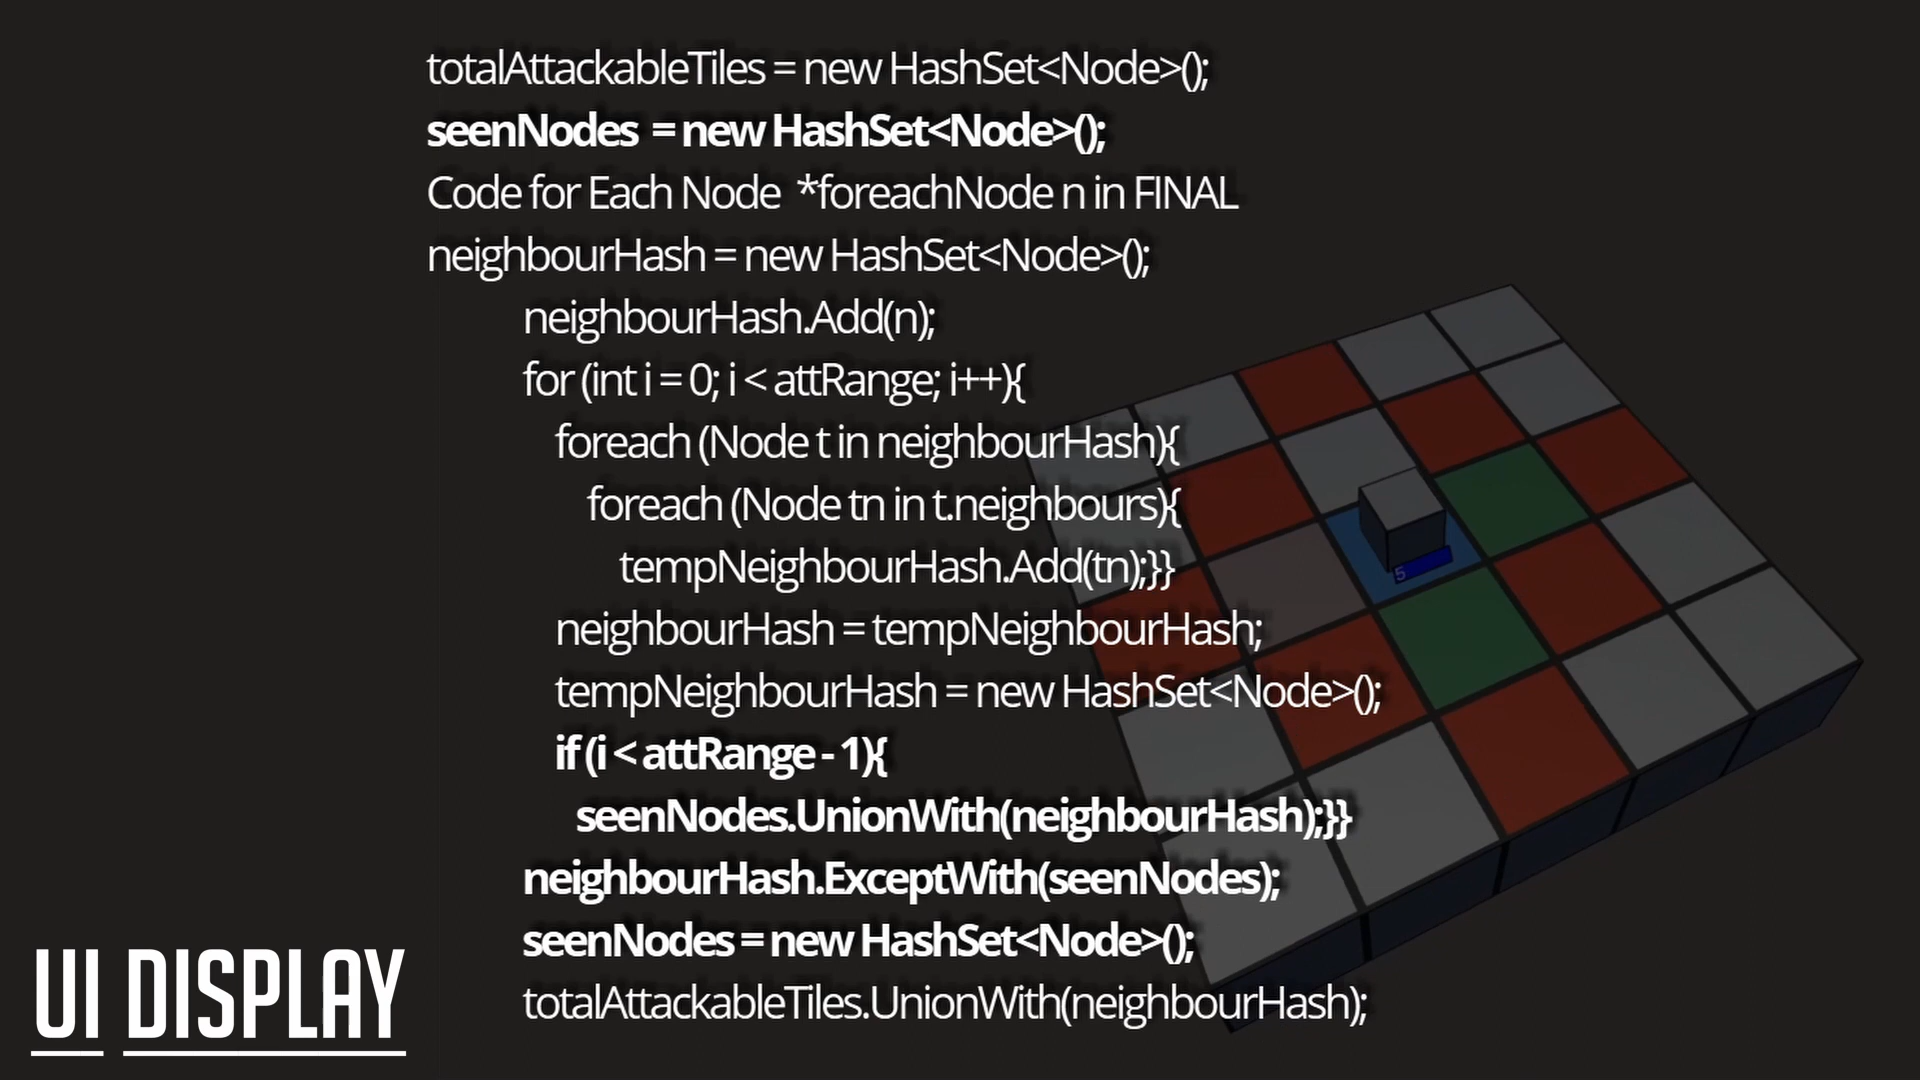 totalAttackableTiles = new HashSet<Node>();
seenNodes = new HashSet<Node>();
Code for Each Node *foreachNode n in FINAL
neighbourHash = new HashSet<Node>();
neighbourHash.Add(n);
for (int i = 0; i < attRange; i++){
foreach (Node t in neighbourHash){
foreach (Node tn in t.neighbours){
tempNeighbourHash.Add(tn);}}
neighbourHash = tempNeighbourHash;
tempNeighbourHash = new HashSet<Node>();
if (i < attRange - 1){
seenNodes.UnionWith(neighbourHash);}}
neighbourHash.ExceptWith(seenNodes);
seenNodes = new HashSet<Node>();
totalAttackableTiles.UnionWith(neighbourHash);
5
UI DISPLAY